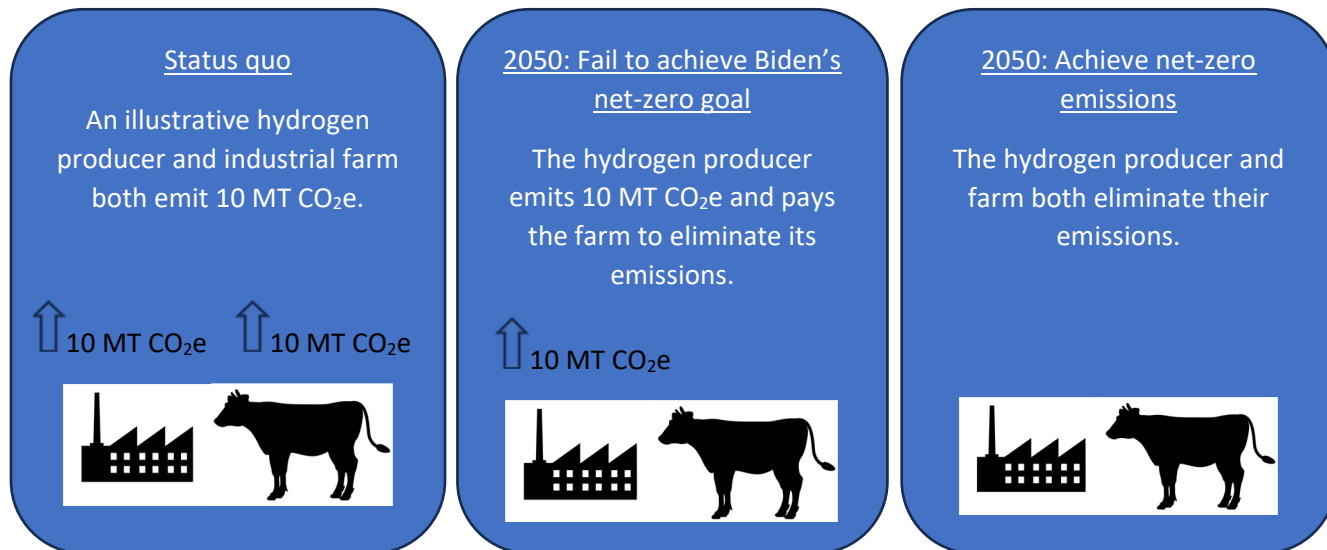 Status quo
An illustrative hydrogen
producer and industrial farm
both emit 10 MT CO₂e.
10 MT CO₂e
10 MT CO₂e
2050: Fail to achieve Biden’s
net-zero goal
The hydrogen producer
emits 10 MT CO₂e and pays
the farm to eliminate its
emissions.
10 MT CO₂e
2050: Achieve net-zero
emissions
The hydrogen producer and
farm both eliminate their
emissions.